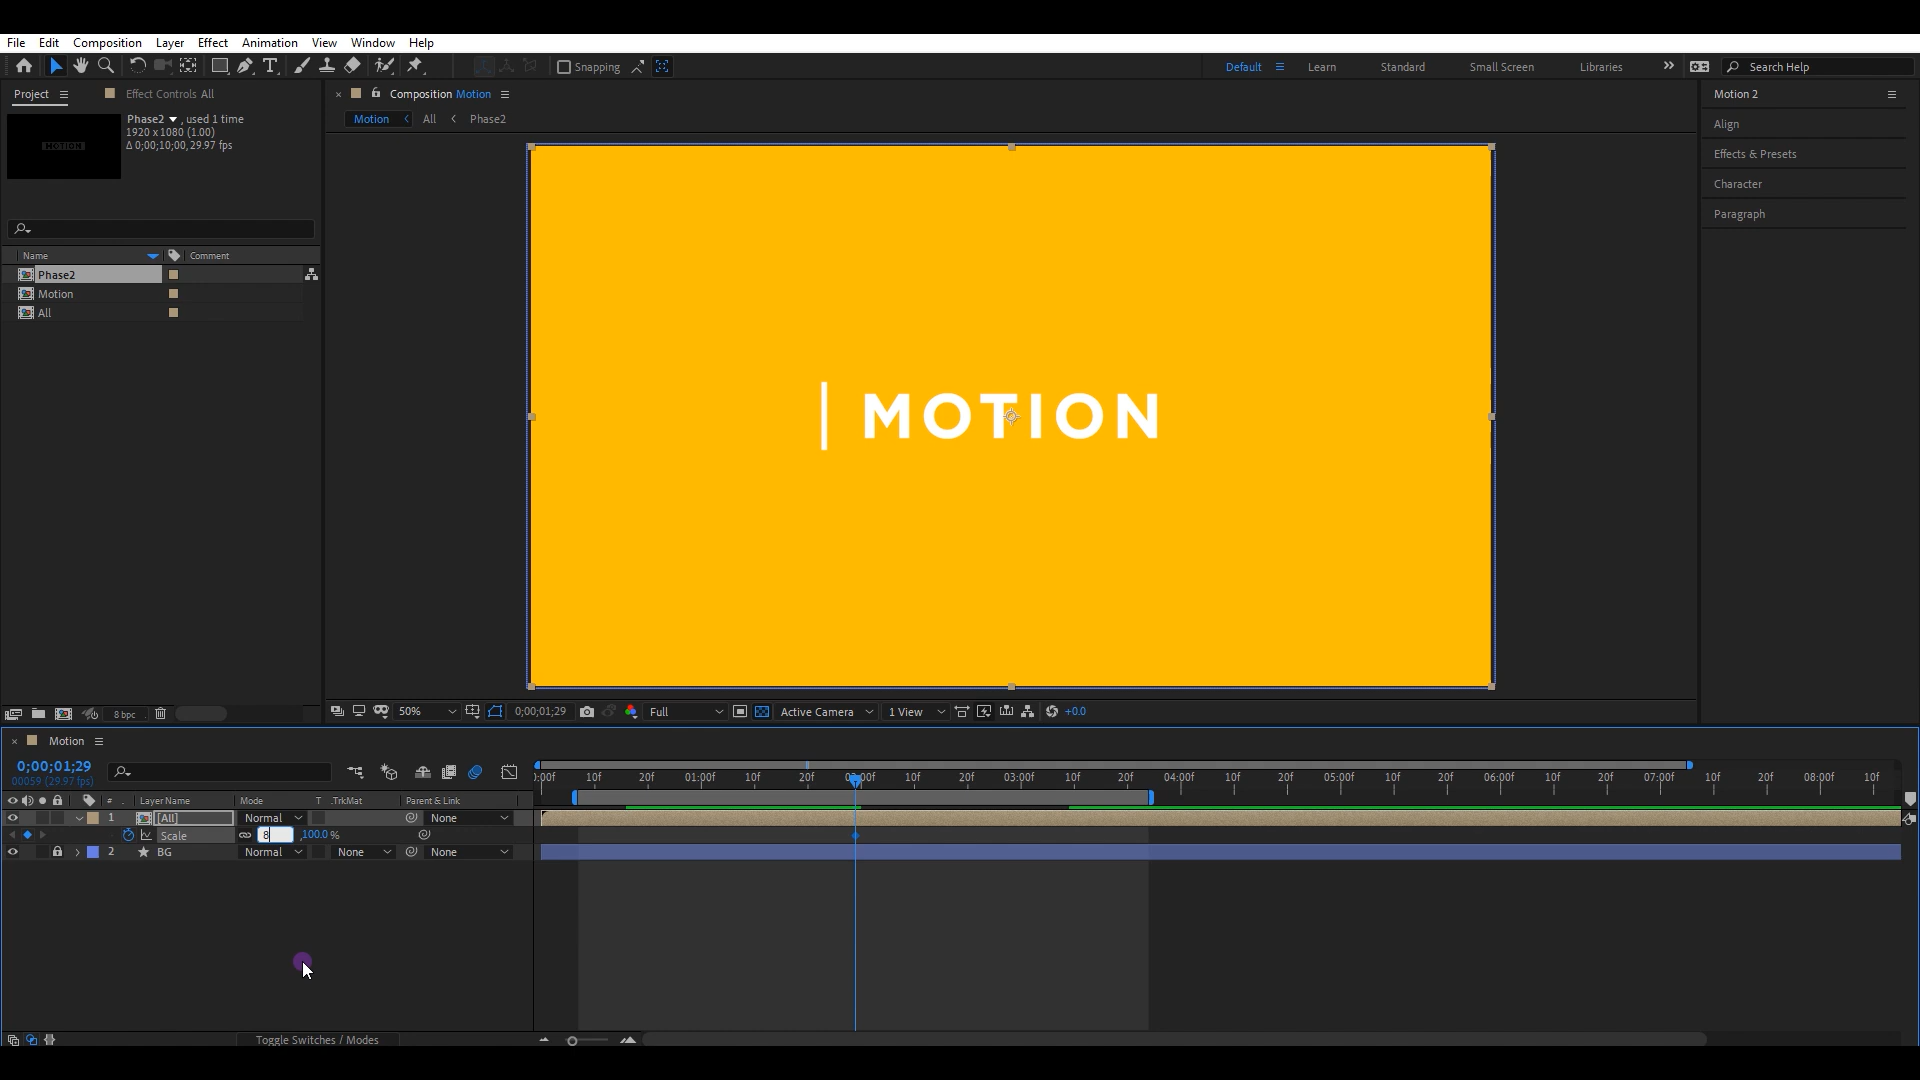 File Edit Composition Layer Effect Animation View Window Help
Snapping Default Learn Standard Small Screen Libraries Search Help
Project Effect Controls All Composition Motion Motion 2
Phase2 , used 1 time
1920 x 1080 (1.00)
Δ 0;00;10;00, 29.97 fps
MOTION
Motion All Phase2
Align
Effects & Presets
Character
Paragraph
Name Comment
Phase2
Motion
All
MOTION
8 bpc 50% 0;00;01;29 Full Active Camera 1 View +0.0
Motion
0;00;01;29
00059 (29.97 fps)
:00f 10f 20f 01:00f 10f 20f 02:00f 10f 20f 03:00f 10f 20f 04:00f 10f 20f 05:00f 10f 20f 06:00f 10f 20f 07:00f 10f 20f 08:00f 10f
# . Layer Name Mode T .TrkMat Parent & Link
1 [All] Normal None
Scale 8 ,100.0 %
2 BG Normal None None
Toggle Switches / Modes